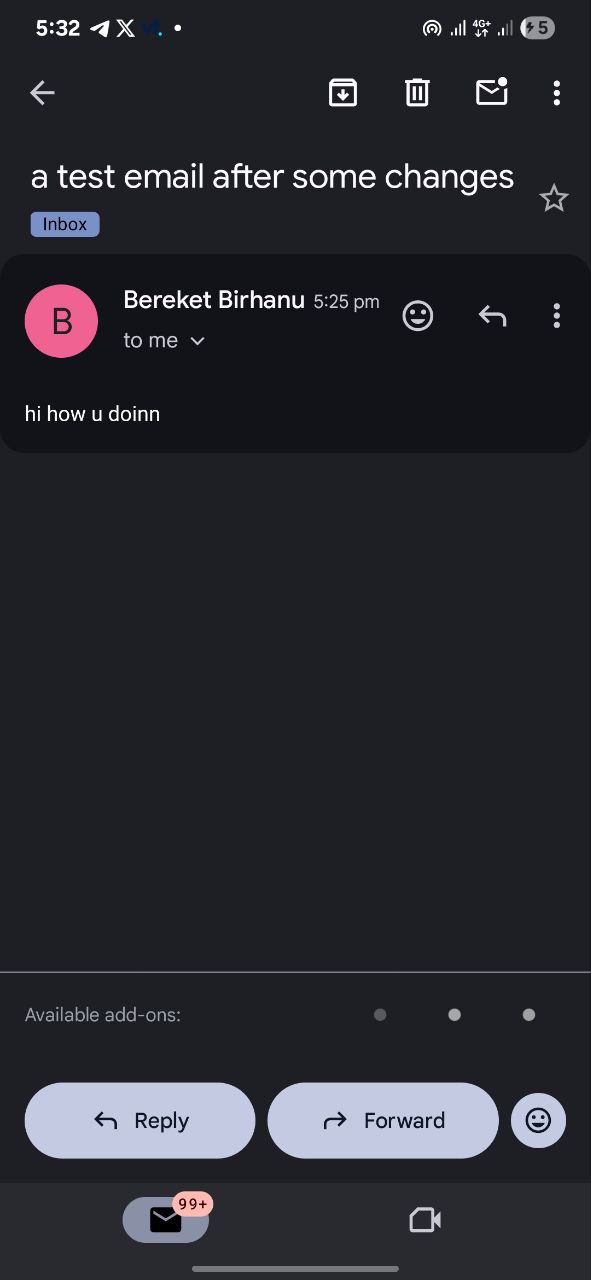 5:32
4G+
5
a test email after some changes
Inbox
B
Bereket Birhanu 5:25 pm
to me
hi how u doinn
Available add-ons:
Reply
Forward
99+